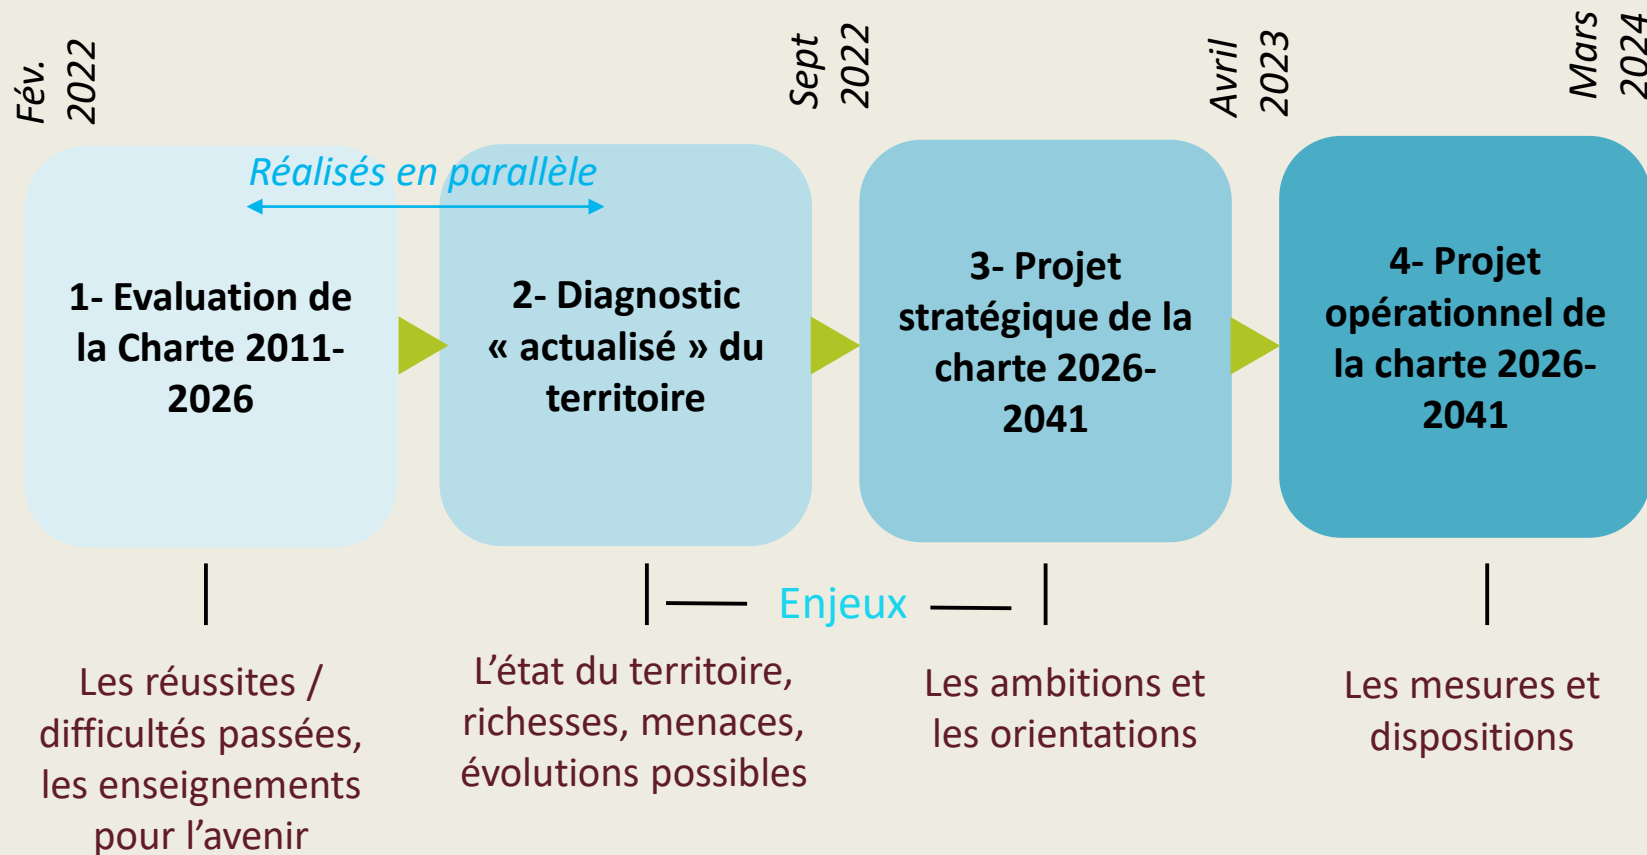 Fév.
2022
Sept
2022
Avril
2023
Mars
2024
Réalisés en parallèle
1- Evaluation de
la Charte 2011-
2026
2- Diagnostic
« actualisé » du
territoire
3- Projet
stratégique de la
charte 2026-
2041
4- Projet
opérationnel de
la charte 2026-
2041
Enjeux
Les réussites /
difficultés passées,
les enseignements
pour l’avenir
L’état du territoire,
richesses, menaces,
évolutions possibles
Les ambitions et
les orientations
Les mesures et
dispositions